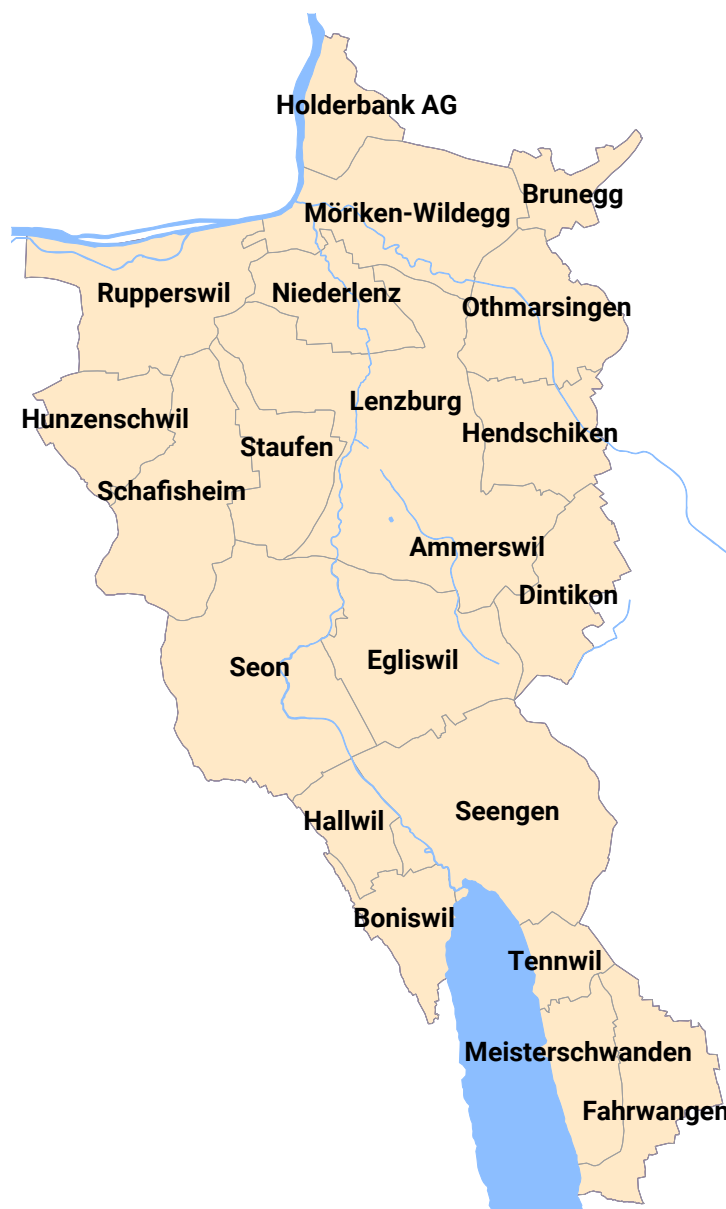 Holderbank AG
Brunegg
Möriken-Wildegg
Rupperswil
Niederlenz
Othmarsingen
Lenzburg
Hunzenschwil
Hendschiken
Staufen
Schafisheim
Ammerswil
Dintikon
Egliswil
Seon
Seengen
Hallwil
Boniswil
Tennwil
Meisterschwanden
Fahrwangen